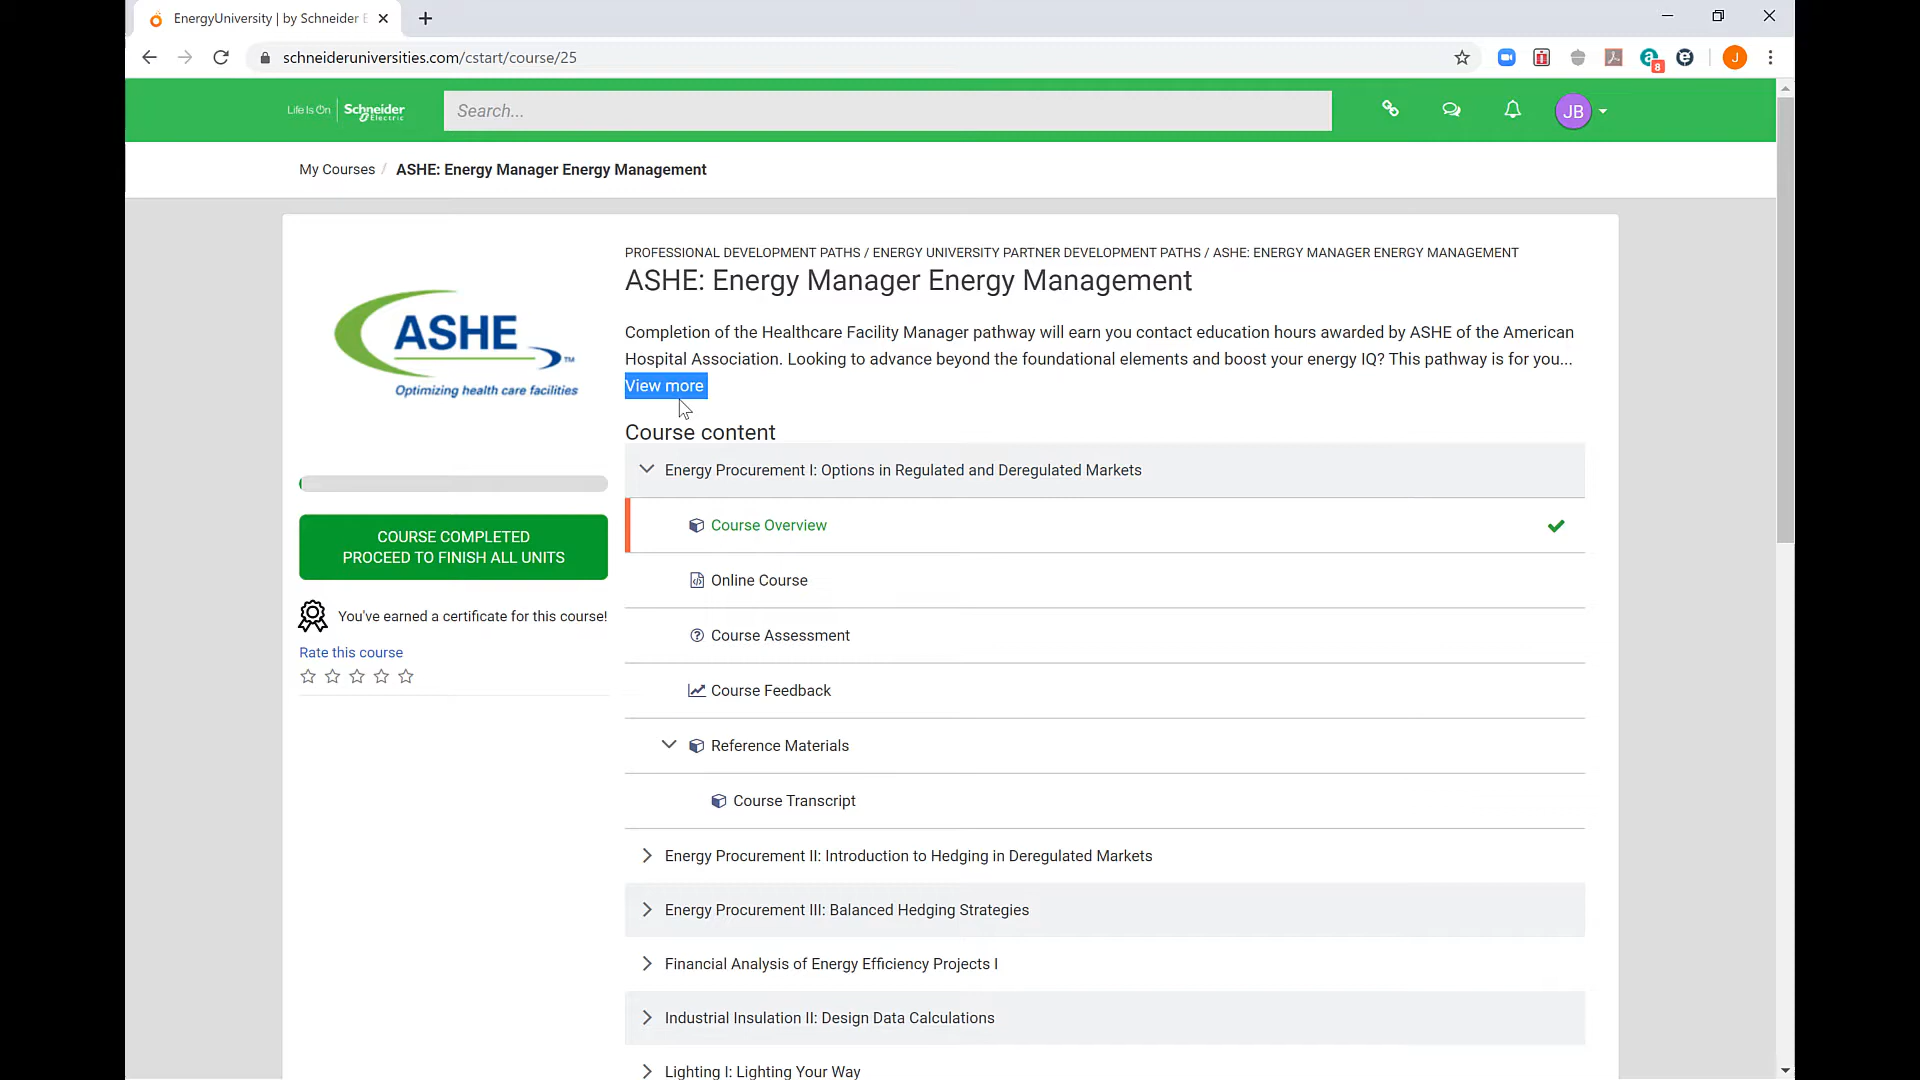 EnergyUniversity | by Schneider E
schneideruniversities.com/cstart/course/25
8
J
Life Is On | Schneider Electric
Search...
JB
My Courses / ASHE: Energy Manager Energy Management
PROFESSIONAL DEVELOPMENT PATHS / ENERGY UNIVERSITY PARTNER DEVELOPMENT PATHS / ASHE: ENERGY MANAGER ENERGY MANAGEMENT
ASHE: Energy Manager Energy Management
ASHE™
Optimizing health care facilities
Completion of the Healthcare Facility Manager pathway will earn you contact education hours awarded by ASHE of the American
Hospital Association. Looking to advance beyond the foundational elements and boost your energy IQ? This pathway is for you...
View more
COURSE COMPLETED
PROCEED TO FINISH ALL UNITS
You've earned a certificate for this course!
Rate this course
Course content
Energy Procurement I: Options in Regulated and Deregulated Markets
Course Overview
Online Course
Course Assessment
Course Feedback
Reference Materials
Course Transcript
Energy Procurement II: Introduction to Hedging in Deregulated Markets
Energy Procurement III: Balanced Hedging Strategies
Financial Analysis of Energy Efficiency Projects I
Industrial Insulation II: Design Data Calculations
Lighting I: Lighting Your Way